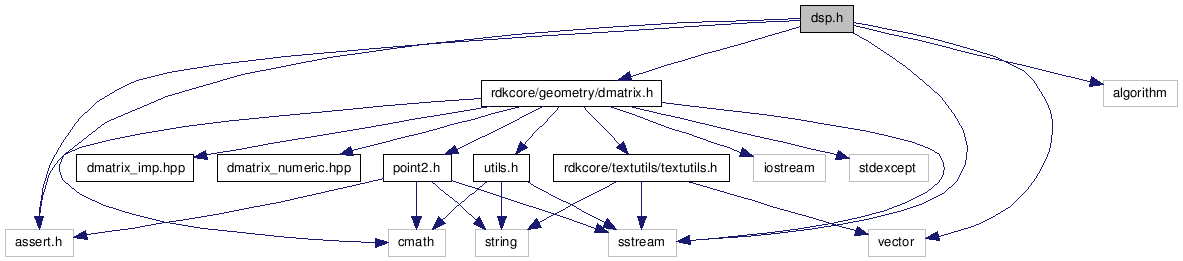 dsp.h
rdkcore/geometry/dmatrix.h
algorithm
dmatrix_imp.hpp
dmatrix_numeric.hpp
point2.h
utils.h
rdkcore/textutils/textutils.h
iostream
stdexcept
assert.h
cmath
string
sstream
vector